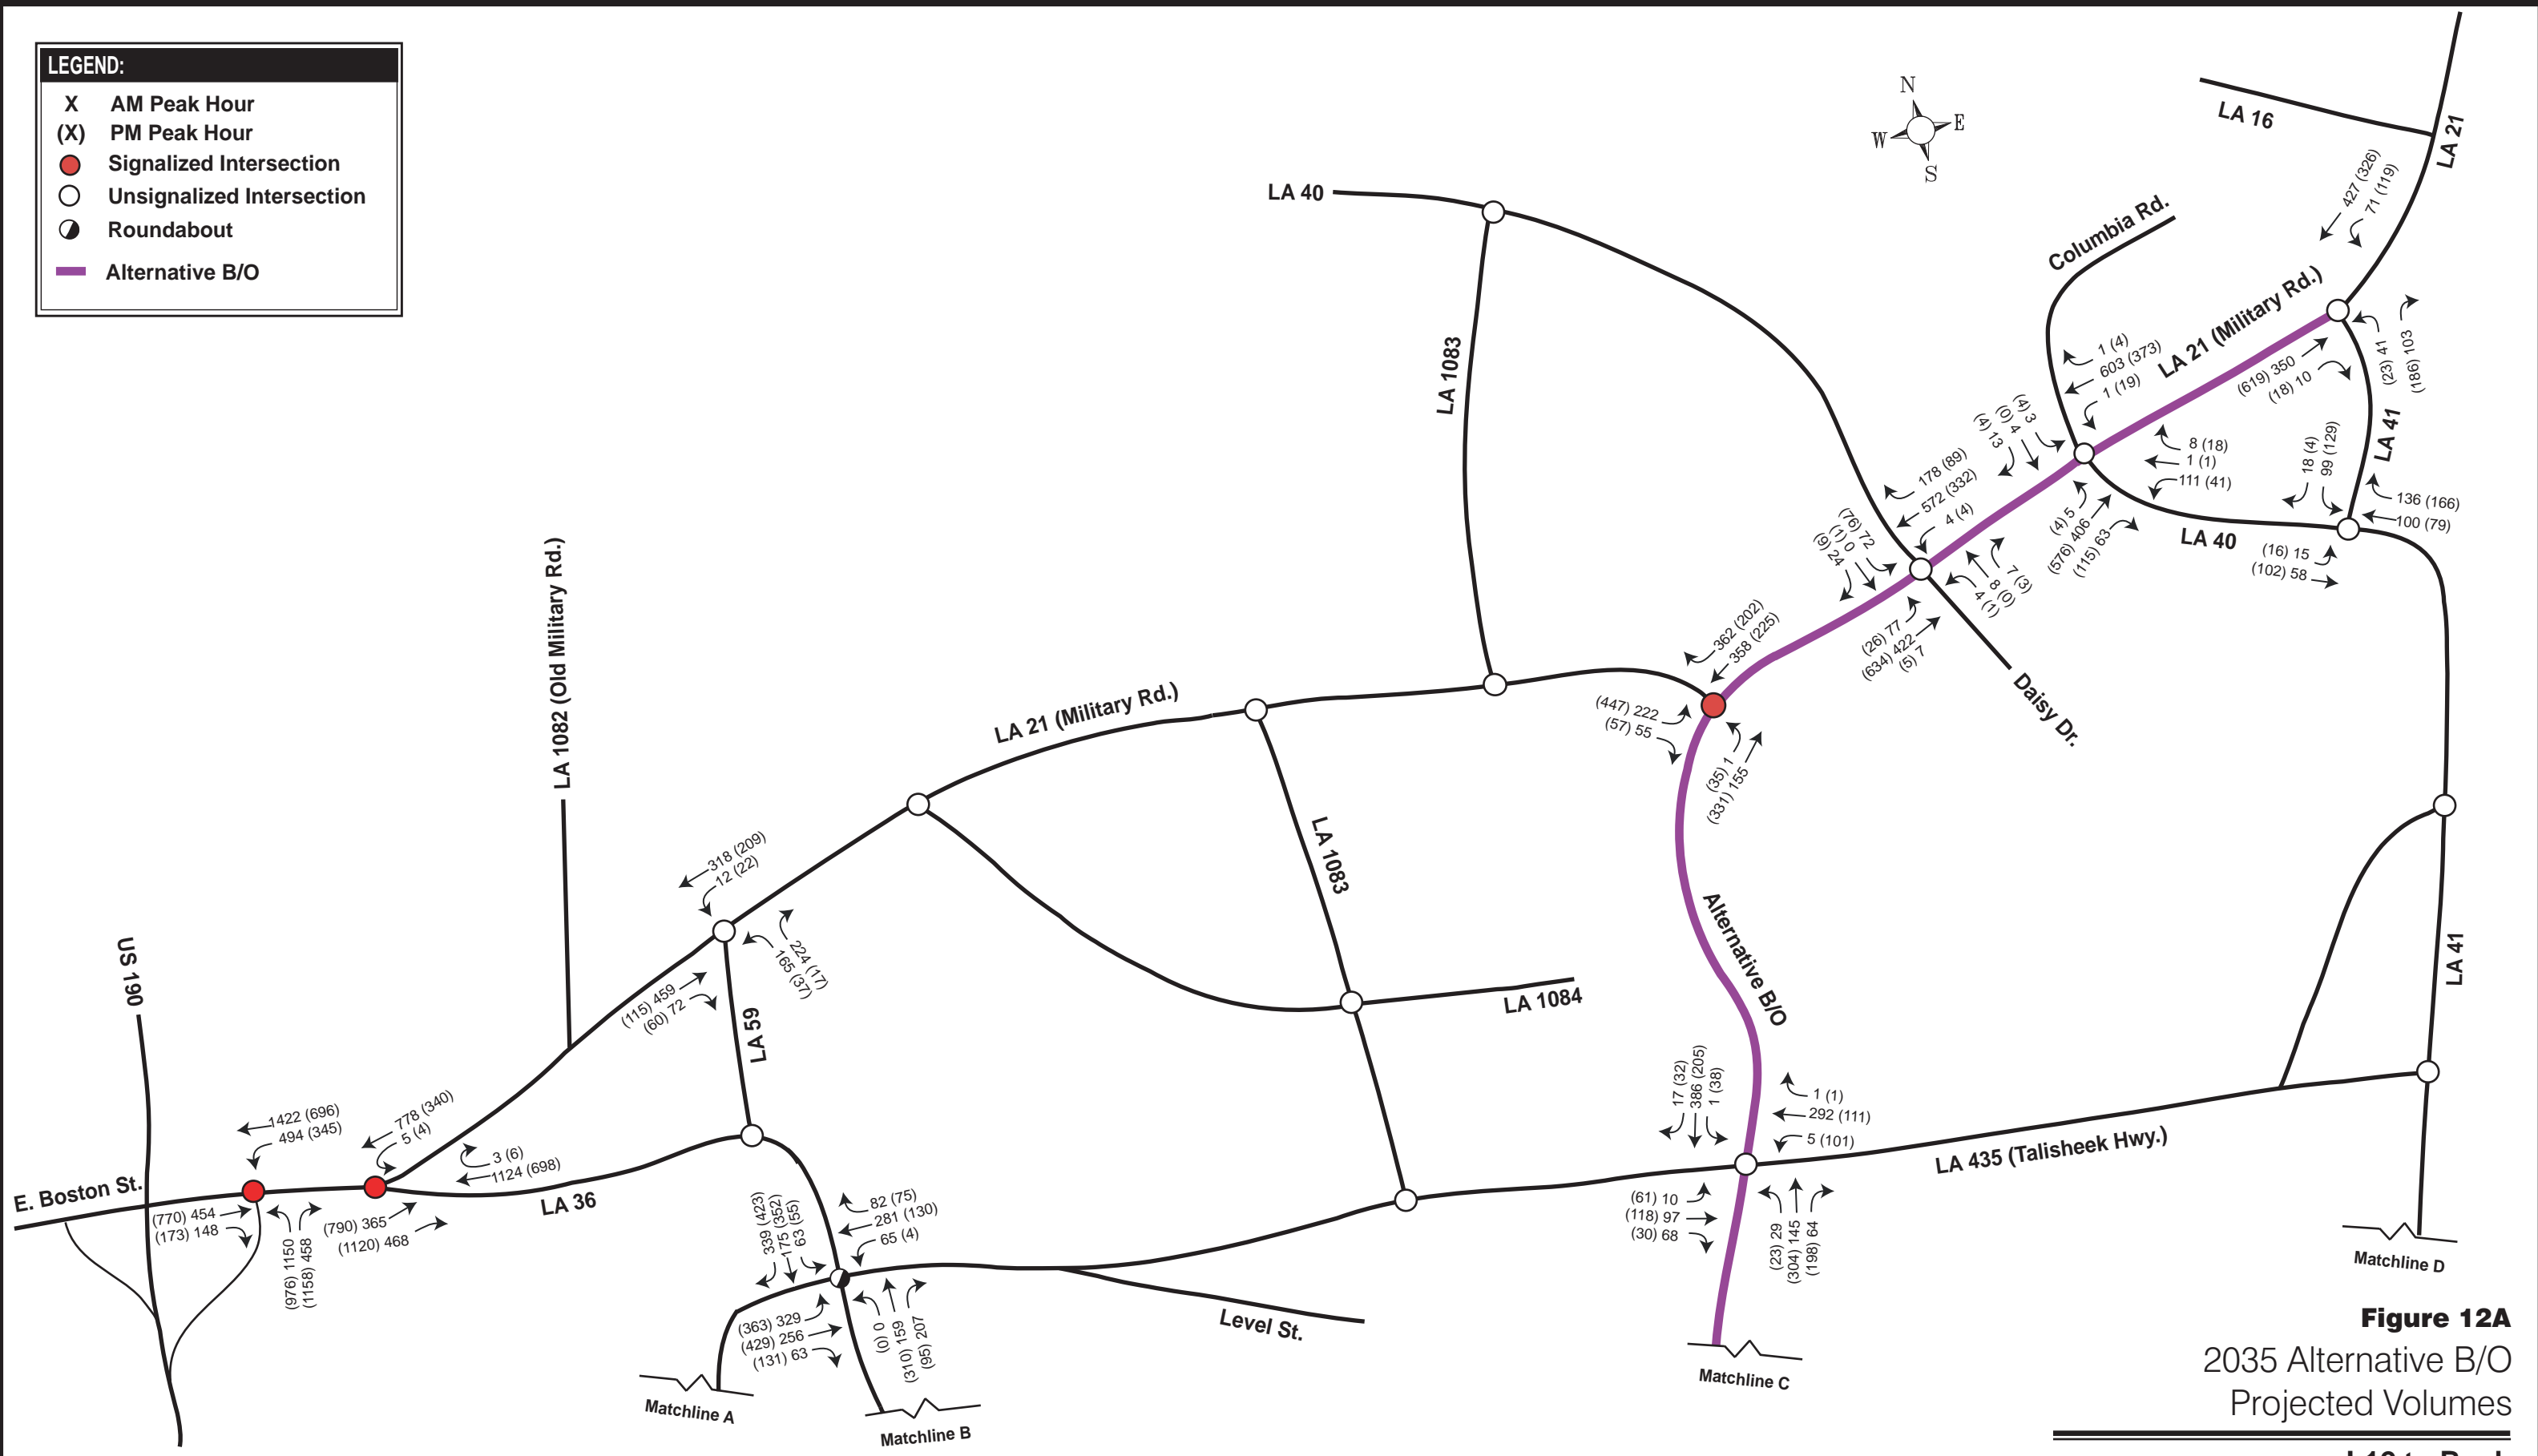 LEGEND:
X AM Peak Hour
(X) PM Peak Hour
Signalized Intersection
Unsignalized Intersection
Roundabout
Alternative B/O
N
W E
S
LA 16
LA 21
427 (326)
71 (119)
LA 40
Columbia Rd.
LA 21 (Military Rd.)
1 (4)
603 (373)
1 (19)
(619) 350
(18) 10
(23) 41
(186) 103
LA 41
LA 1083
(4) 3
(0) 4
(4) 13
8 (18)
1 (1)
111 (41)
18 (4)
99 (129)
136 (166)
100 (79)
(16) 15
(102) 58
LA 40
(4) 5
(576) 406
(115) 63
178 (89)
572 (332)
4 (4)
(76) 72
(1) 0
(9) 24
7 (3)
8 (0)
4 (1)
(26) 77
(634) 422
(5) 7
Daisy Dr.
362 (202)
358 (225)
(447) 222
(57) 55
(35) 1
(331) 155
LA 1082 (Old Military Rd.)
LA 21 (Military Rd.)
LA 1083
LA 1084
Alternative B/O
LA 41
318 (209)
12 (22)
224 (17)
165 (37)
(115) 459
(60) 72
LA 59
US 190
E. Boston St.
1422 (696)
494 (345)
778 (340)
5 (4)
3 (6)
1124 (698)
LA 36
(770) 454
(173) 148
(976) 1150
(1158) 458
(790) 365
(1120) 468
339 (423)
175 (352)
63 (55)
82 (75)
281 (130)
65 (4)
(363) 329
(429) 256
(131) 63
(0) 0
(310) 159
(95) 207
Level St.
17 (32)
386 (205)
1 (38)
1 (1)
292 (111)
5 (101)
LA 435 (Talisheek Hwy.)
(61) 10
(118) 97
(30) 68
(23) 29
(304) 145
(198) 64
Matchline A
Matchline B
Matchline C
Matchline D
Figure 12A
2035 Alternative B/O
Projected Volumes